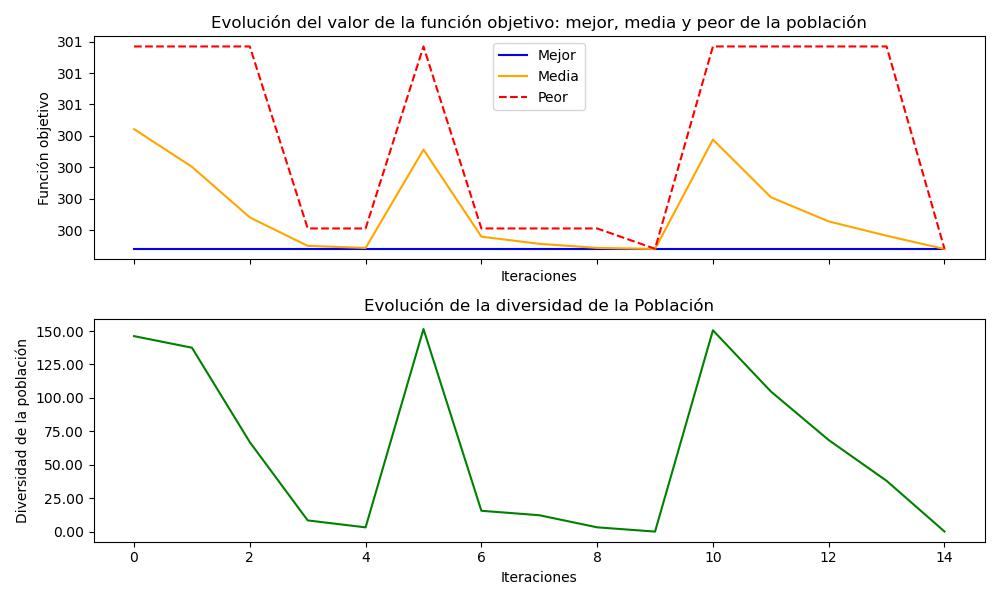 Evolución del valor de la función objetivo: mejor, media y peor de la población
Función objetivo
301
301
301
300
300
300
300
Mejor
Media
Peor
Iteraciones
Evolución de la diversidad de la Población
Diversidad de la población
150.00
125.00
100.00
75.00
50.00
25.00
0.00
0 2 4 6 8 10 12 14
Iteraciones